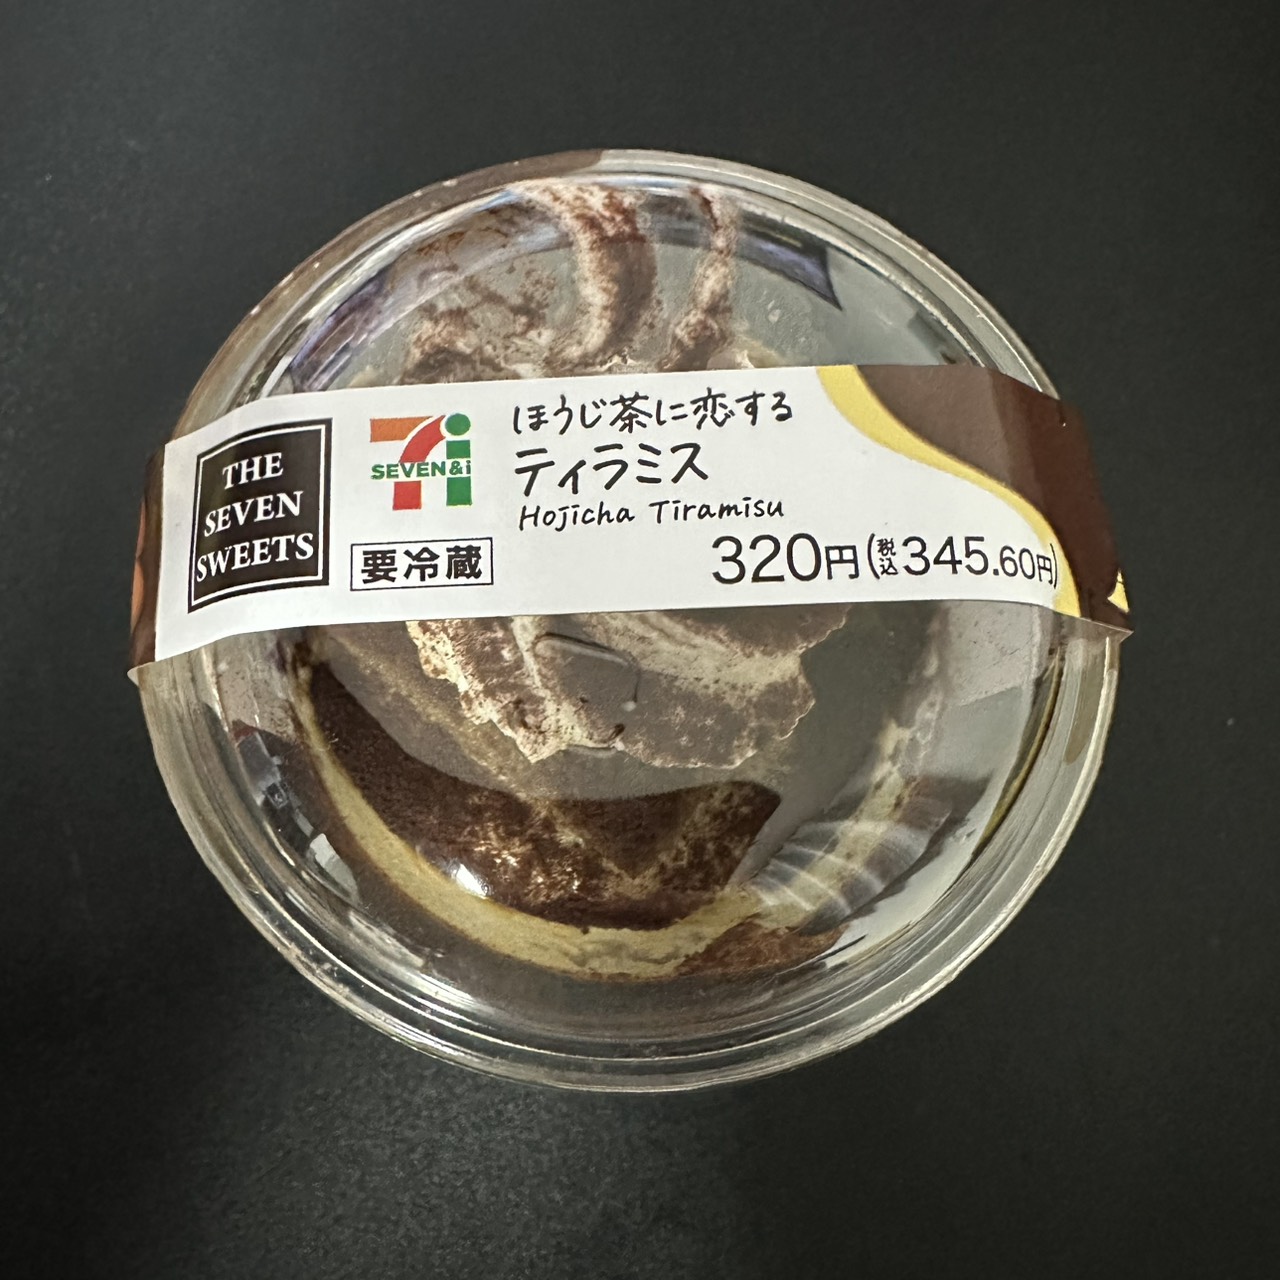 THE
SEVEN
SWEETS
SEVEN&i
要冷蔵
ほうじ茶に恋する
ティラミス
Hojicha Tiramisu
320円(税込345.60円)